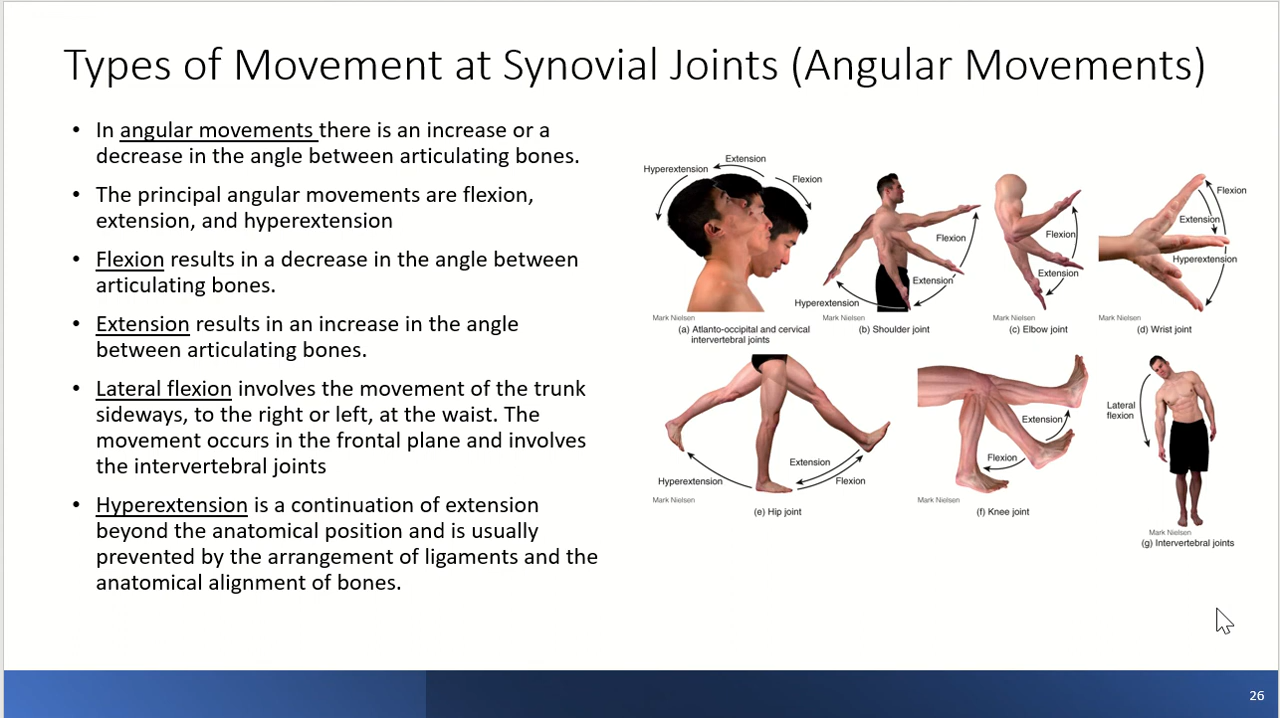 Types of Movement at Synovial Joints (Angular Movements)
• In angular movements there is an increase or a
decrease in the angle between articulating bones.
• The principal angular movements are flexion,
extension, and hyperextension
• Flexion results in a decrease in the angle between
articulating bones.
• Extension results in an increase in the angle
between articulating bones.
• Lateral flexion involves the movement of the trunk
sideways, to the right or left, at the waist. The
movement occurs in the frontal plane and involves
the intervertebral joints
• Hyperextension is a continuation of extension
beyond the anatomical position and is usually
prevented by the arrangement of ligaments and the
anatomical alignment of bones.
Extension
Hyperextension
Flexion
Mark Nielsen
(a) Atlanto-occipital and cervical
intervertebral joints
Flexion
Extension
Hyperextension
Mark Nielsen
(b) Shoulder joint
Flexion
Extension
Mark Nielsen
(c) Elbow joint
Flexion
Extension
Hyperextension
Mark Nielsen
(d) Wrist joint
Extension
Hyperextension
Flexion
Mark Nielsen
(e) Hip joint
Extension
Flexion
Mark Nielsen
(f) Knee joint
Lateral
flexion
Mark Nielsen
(g) Intervertebral joints
26